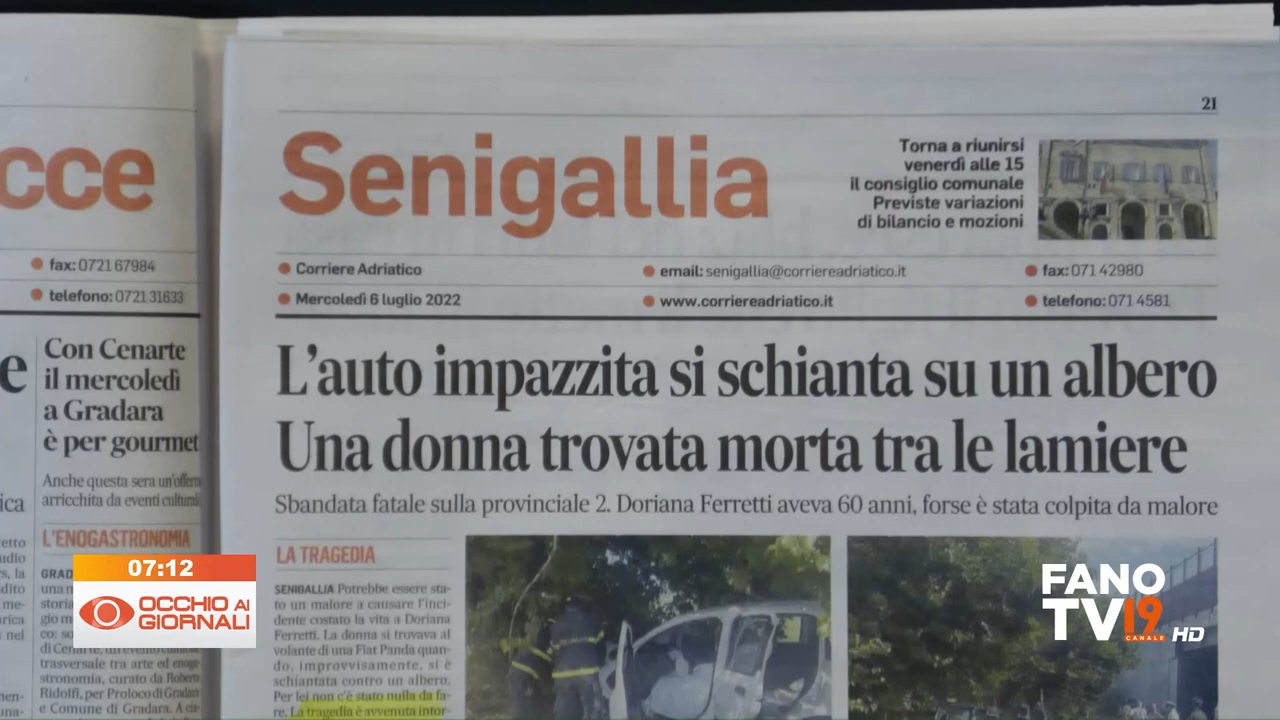 cce
fax: 0721 67984
telefono: 0721 31633
e
Con Cenarte
il mercoledì
a Gradara
è per gourmet
Anche questa sera un'offerta
arricchita da eventi culturali
L'ENOGASTRONOMIA
di Cenarte, un evento
trasversale tra arte ed enoga
stronomia, curato da Roberta
Ridolfi, per Proloco di Gradara
e Comune di Gradara. A ci-
21
Senigallia
Torna a riunirsi
venerdì alle 15
il consiglio comunale
Previste variazioni
di bilancio e mozioni
Corriere Adriatico
email: senigallia@corriereadriatico.it
fax: 071 42980
Mercoledì 6 luglio 2022
www.corriereadriatico.it
telefono: 071 4581
L'auto impazzita si schianta su un albero
Una donna trovata morta tra le lamiere
Sbandata fatale sulla provinciale 2. Doriana Ferretti aveva 60 anni, forse è stata colpita da malore
LA TRAGEDIA
SENIGALLIA Potrebbe essere sta-
to un malore a causare l'inci-
dente costato la vita a Doriana
Ferretti. La donna si trovava al
volante di una Fiat Panda quan-
do, improvvisamente, si è
schiantata contro un albero.
Per lei non c'è stato nulla da fa-
re. La tragedia è avvenuta intor-
07:12
OCCHIO AI
GIORNALI
FANO
TV19
CANALE
HD